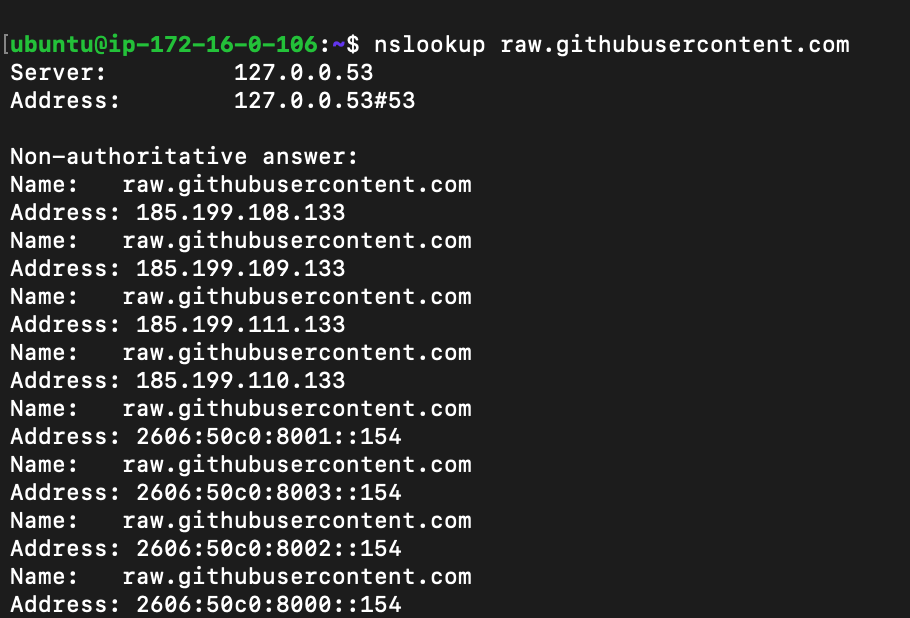 [ubuntu@ip-172-16-0-106:~$ nslookup raw.githubusercontent.com
Server:         127.0.0.53
Address:        127.0.0.53#53

Non-authoritative answer:
Name:   raw.githubusercontent.com
Address: 185.199.108.133
Name:   raw.githubusercontent.com
Address: 185.199.109.133
Name:   raw.githubusercontent.com
Address: 185.199.111.133
Name:   raw.githubusercontent.com
Address: 185.199.110.133
Name:   raw.githubusercontent.com
Address: 2606:50c0:8001::154
Name:   raw.githubusercontent.com
Address: 2606:50c0:8003::154
Name:   raw.githubusercontent.com
Address: 2606:50c0:8002::154
Name:   raw.githubusercontent.com
Address: 2606:50c0:8000::154